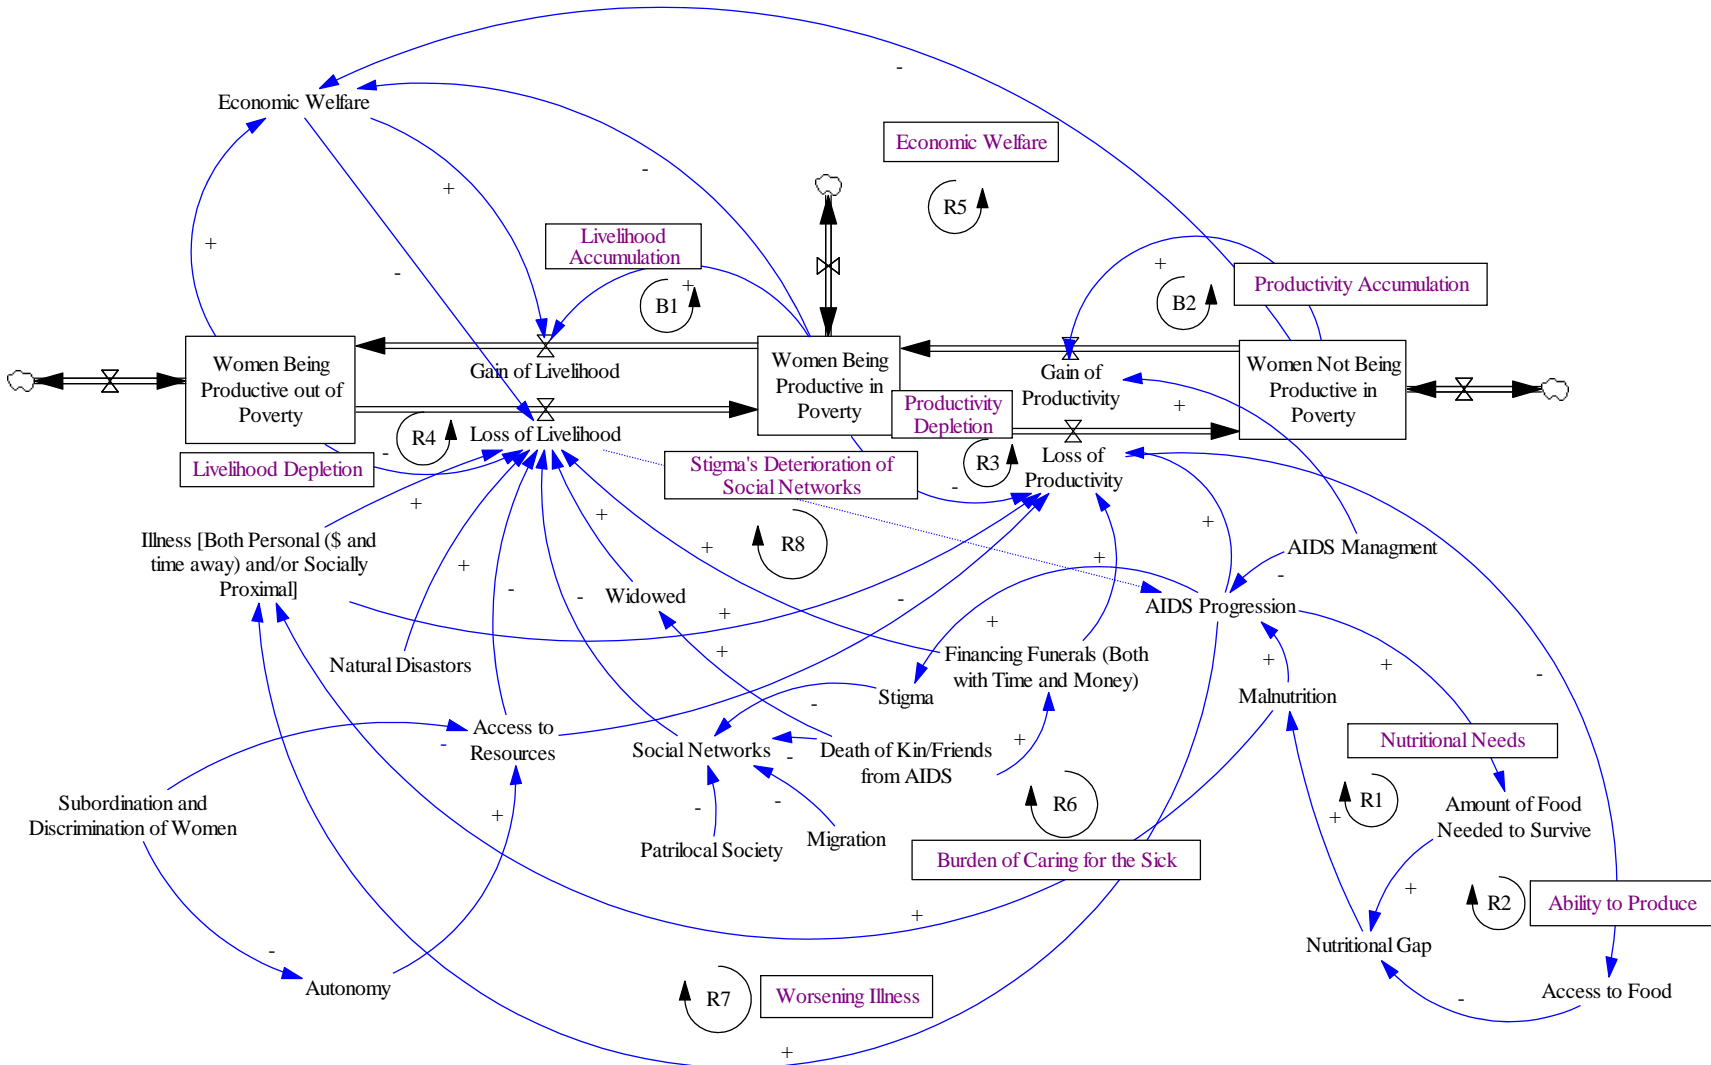 -
Economic Welfare
Economic Welfare
+
-
R5
+
Livelihood
Accumulation
-
+
B1
+
B2
Productivity Accumulation
Women Being
Productive out of
Poverty
Gain of Livelihood
Women Being
Productive in
Poverty
Gain of
Productivity
Women Not Being
Productive in
Poverty
Productivity
Depletion
+
R4
Loss of Livelihood
-
Livelihood Depletion
Stigma's Deterioration of
Social Networks
R3
Loss of
Productivity
-
+
+
+
Illness [Both Personal ($ and
time away) and/or Socially
Proximal]
R8
+
+
AIDS Managment
+
-
-
Widowed
-
-
AIDS Progression
+
+
Natural Disastors
+
Financing Funerals (Both
with Time and Money)
+
+
-
Malnutrition
Stigma
-
Access to
Resources
-
Social Networks
-
Death of Kin/Friends
from AIDS
+
Nutritional Needs
Subordination and
Discrimination of Women
+
-
-
R6
R1
Amount of Food
Needed to Survive
+
Patrilocal Society
Migration
Burden of Caring for the Sick
+
+
R2
Ability to Produce
-
Nutritional Gap
Autonomy
R7
Worsening Illness
-
Access to Food
+